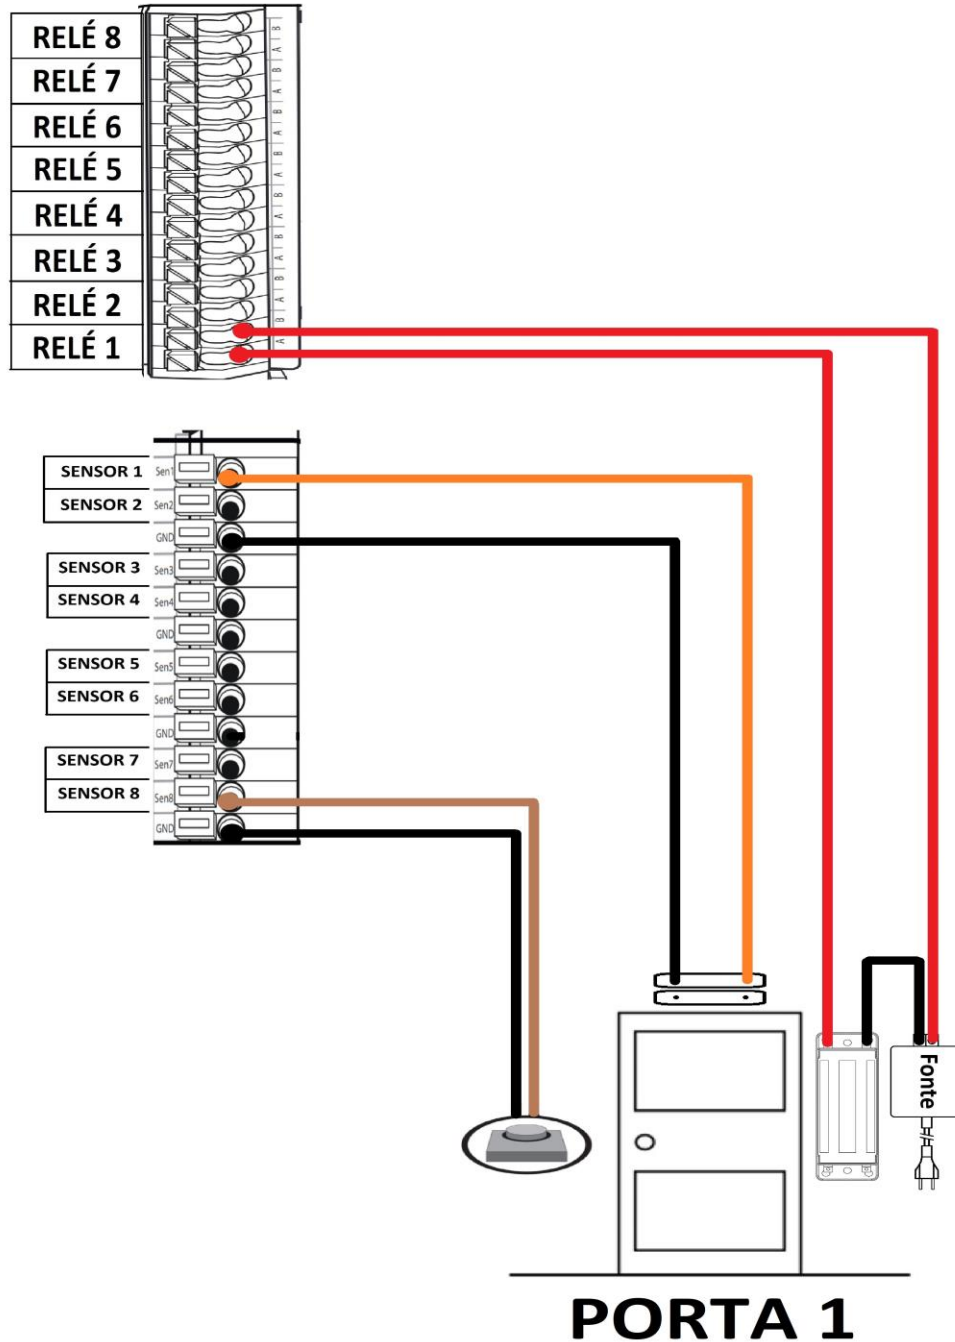 RELÉ 8
RELÉ 7
RELÉ 6
RELÉ 5
RELÉ 4
RELÉ 3
RELÉ 2
RELÉ 1
B
A
B
A
B
A
B
A
B
A
B
A
B
A
B
A
SENSOR 1 Sen1
SENSOR 2 Sen2
GND
SENSOR 3 Sen3
SENSOR 4 Sen4
GND
SENSOR 5 Sen5
SENSOR 6 Sen6
GND
SENSOR 7 Sen7
SENSOR 8 Sen8
GND
Fonte
PORTA 1